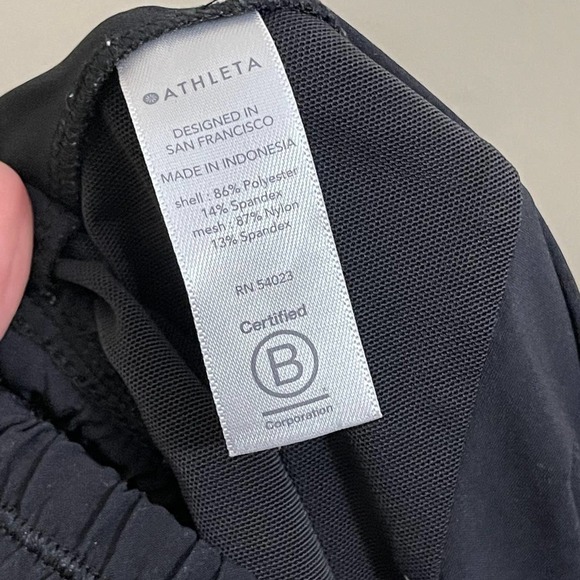 ATHLETA
DESIGNED IN
SAN FRANCISCO
MADE IN INDONESIA
shell : 86% Polyester
14% Spandex
mesh : 87% Nylon
13% Spandex
RN 54023
Certified
B
Corporation